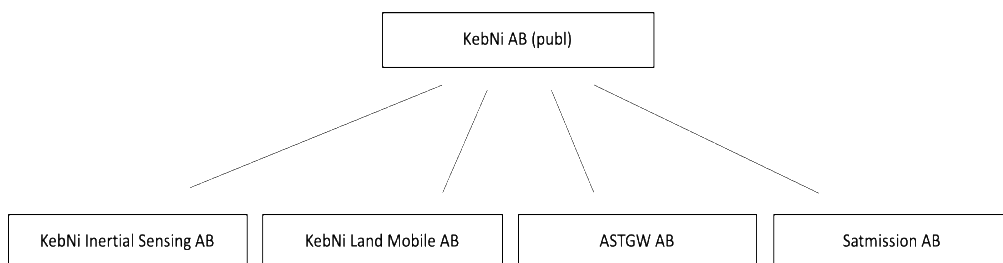 KebNi AB (publ)
KebNi Inertial Sensing AB
KebNi Land Mobile AB
ASTGW AB
Satmission AB